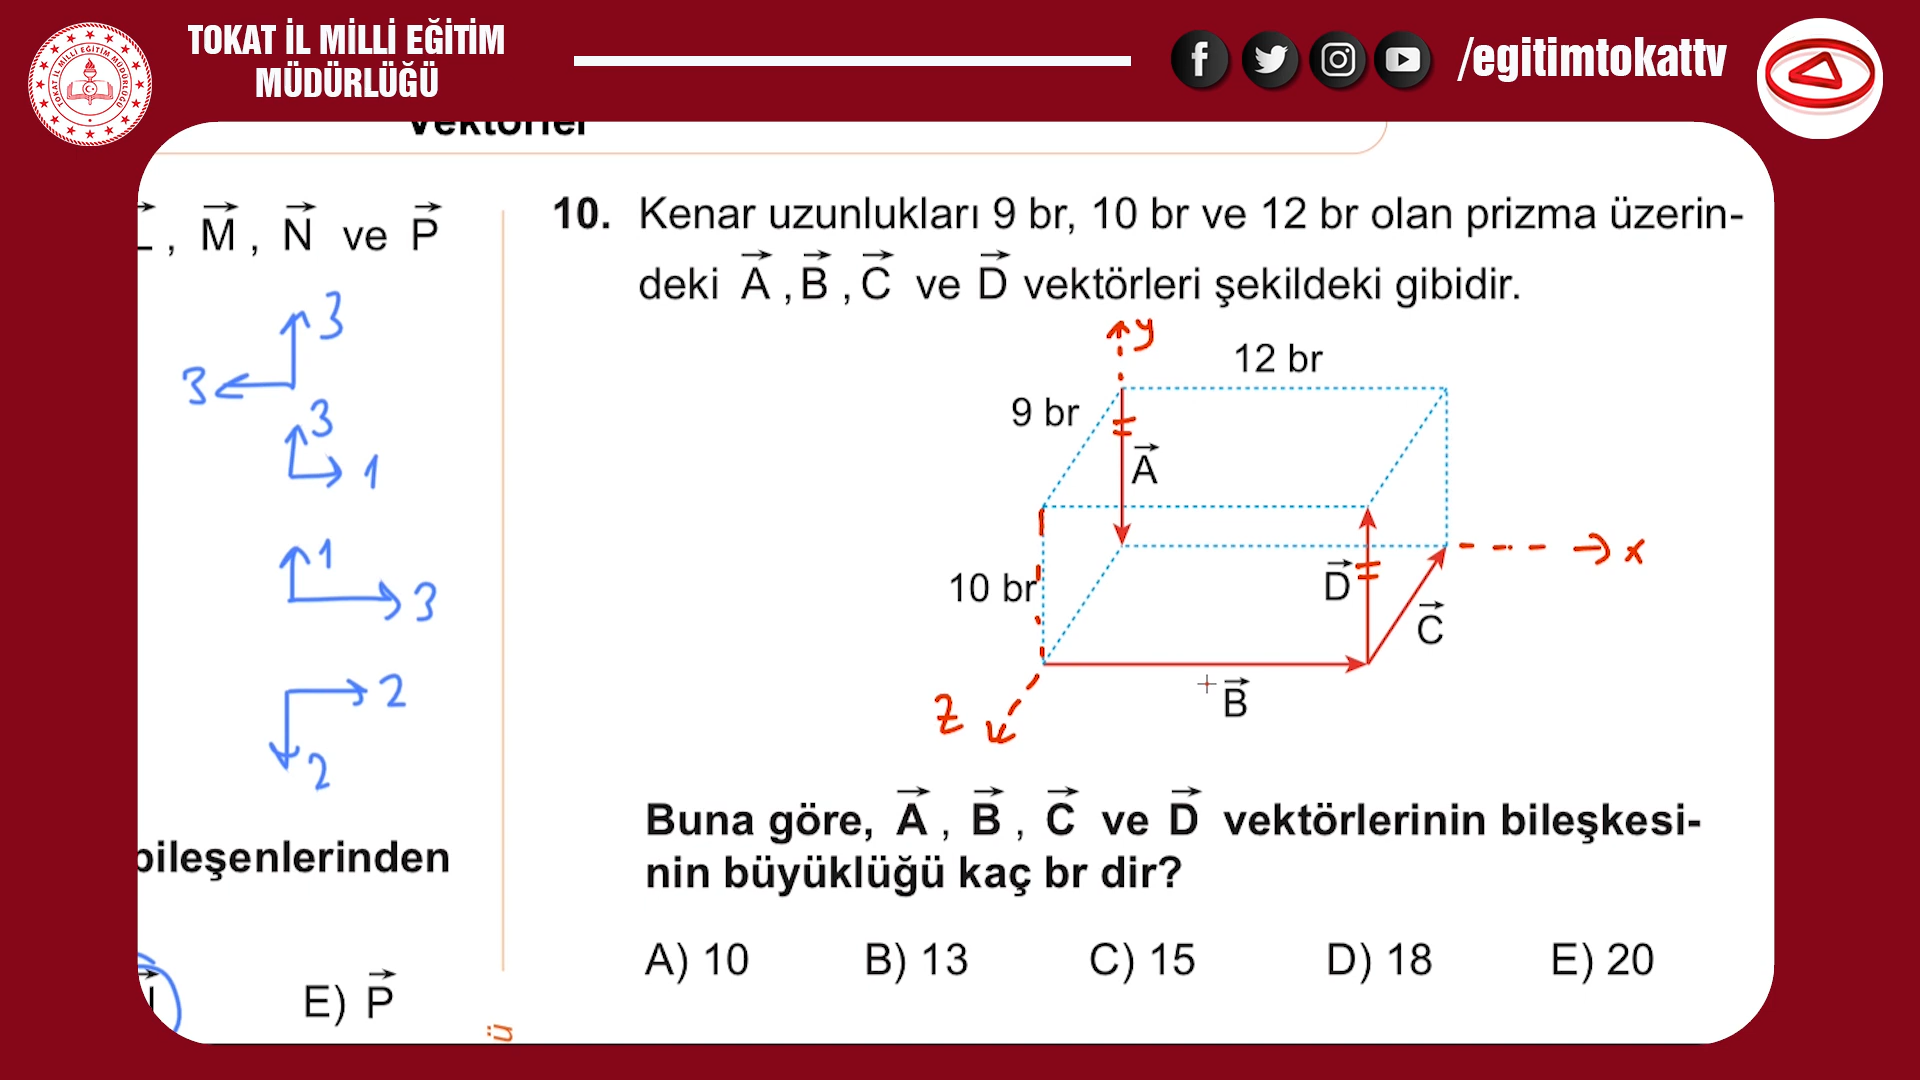 TOKAT İL MİLLİ EĞİTİM
MÜDÜRLÜĞÜ
/egitimtokattv
Vektörler
, M, N ve P
3
3
3
1
1
3
2
2
bileşenlerinden
E) P
ü
10. Kenar uzunlukları 9 br, 10 br ve 12 br olan prizma üzerin-
deki A, B, C ve D vektörleri şekildeki gibidir.
y
12 br
9 br
A
x
10 br
D
C
z
B
Buna göre, A, B, C ve D vektörlerinin bileşkesi-
nin büyüklüğü kaç br dir?
A) 10 B) 13 C) 15 D) 18 E) 20